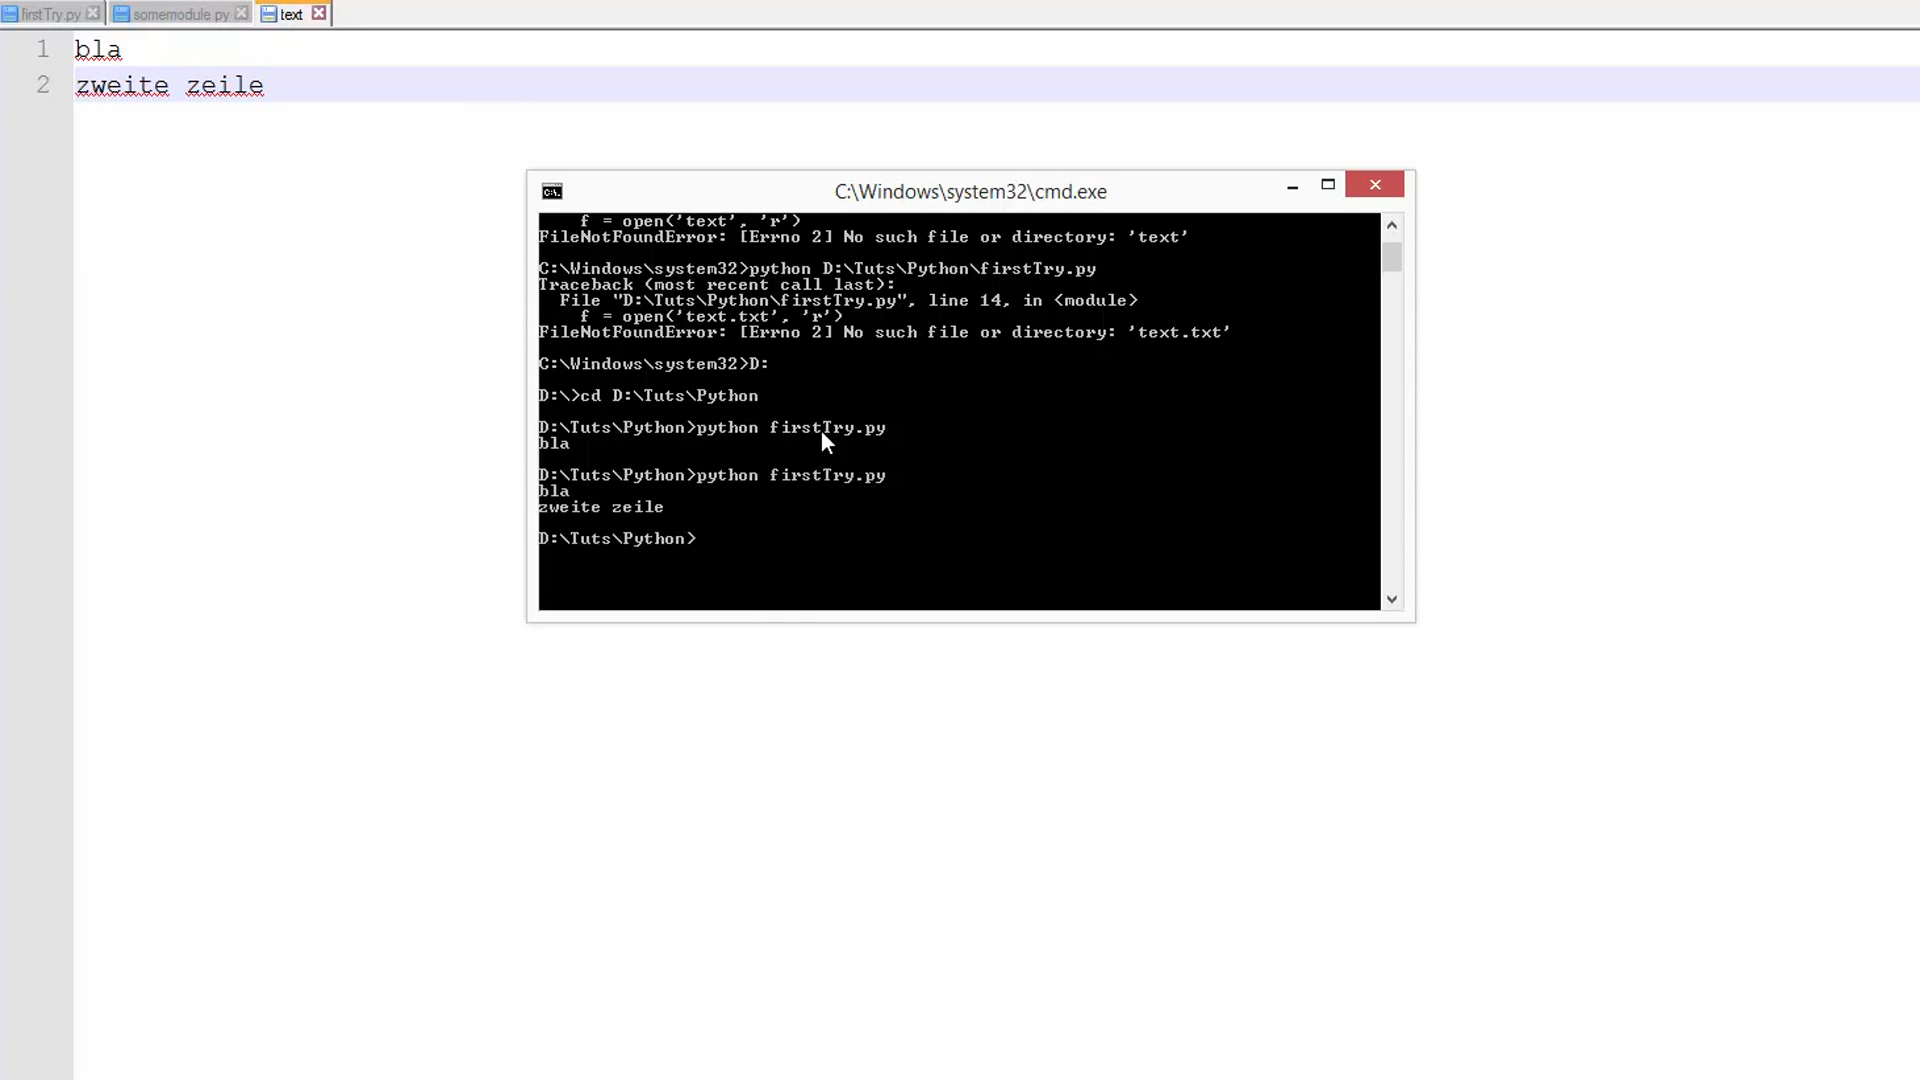 firstTry.py somemodule.py text
1 bla
2 zweite zeile
C:\Windows\system32\cmd.exe
f = open('text', 'r')
FileNotFoundError: [Errno 2] No such file or directory: 'text'
C:\Windows\system32>python D:\Tuts\Python\firstTry.py
Traceback (most recent call last):
File "D:\Tuts\Python\firstTry.py", line 14, in <module>
f = open('text.txt', 'r')
FileNotFoundError: [Errno 2] No such file or directory: 'text.txt'
C:\Windows\system32>D:
D:\>cd D:\Tuts\Python
D:\Tuts\Python>python firstTry.py
bla
D:\Tuts\Python>python firstTry.py
bla
zweite zeile
D:\Tuts\Python>